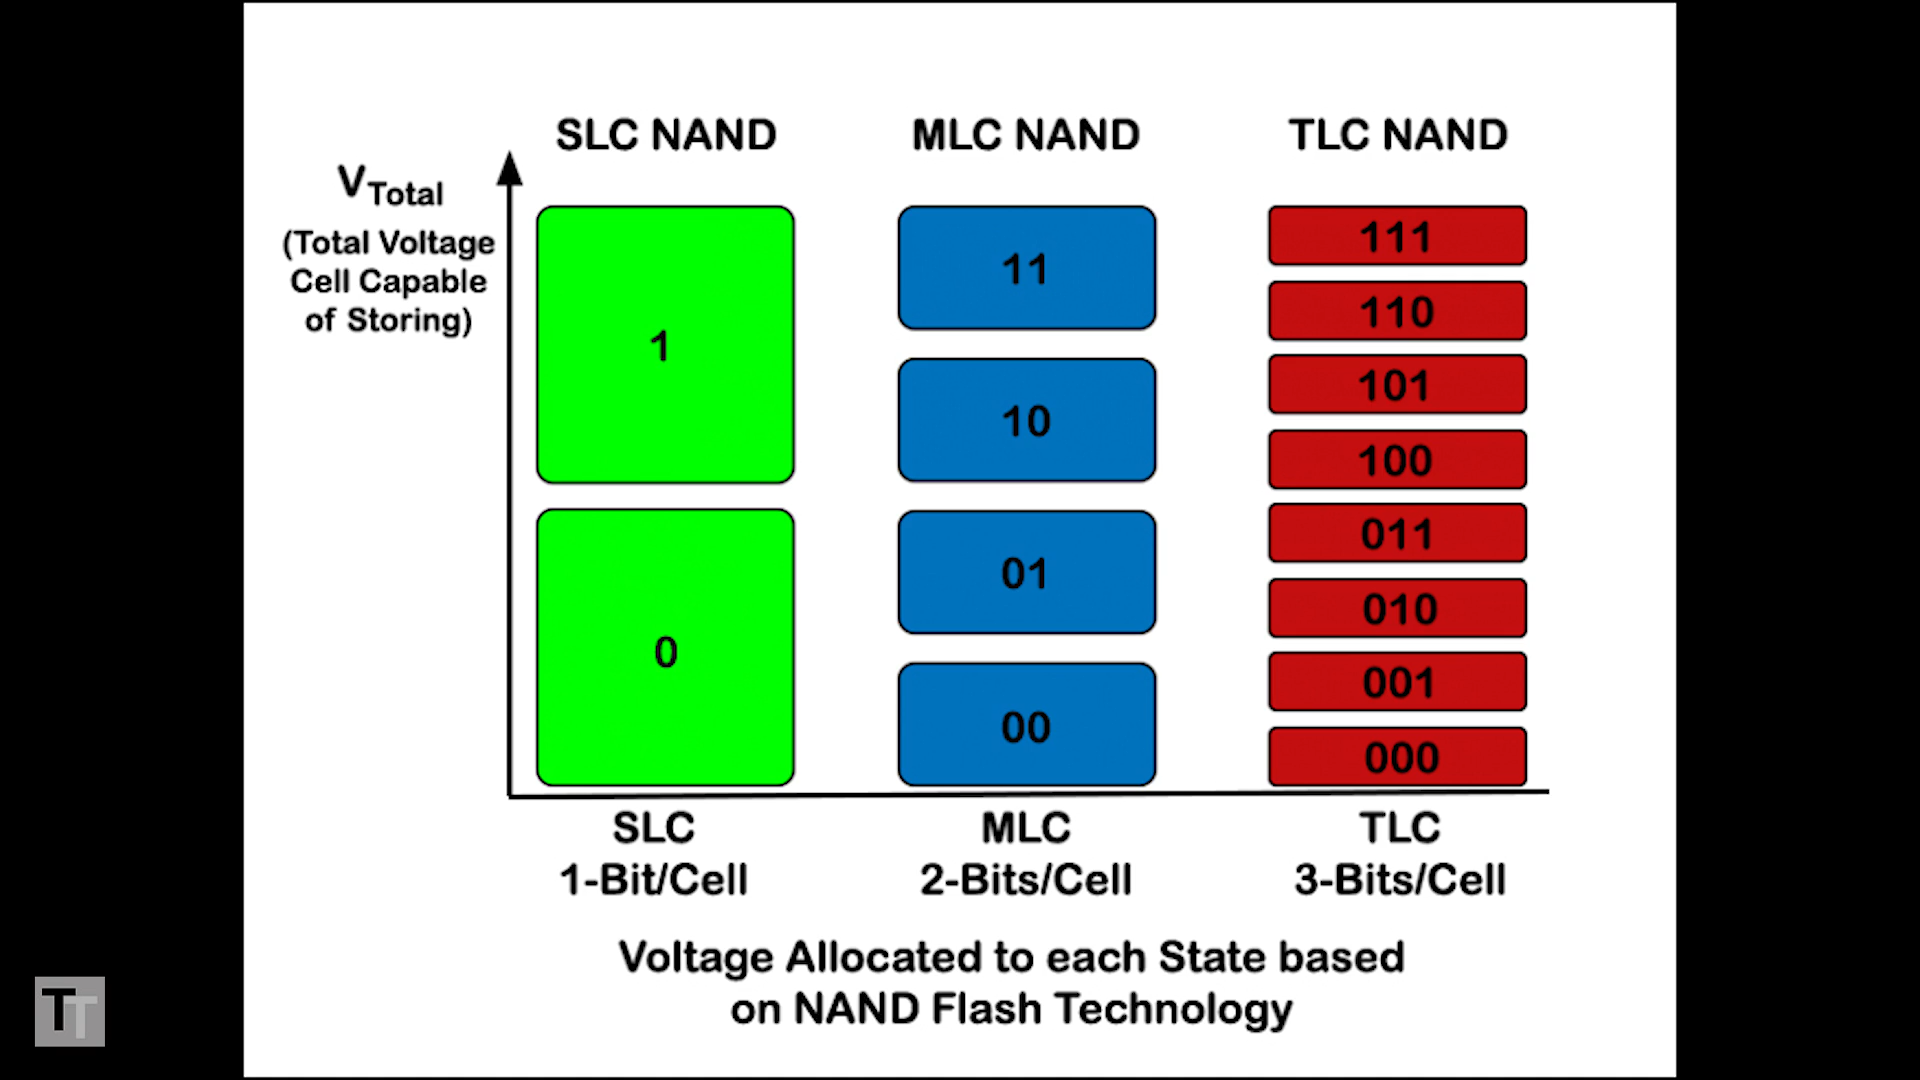 SLC NAND
MLC NAND
TLC NAND
VTotal
(Total Voltage
Cell Capable
of Storing)
1
0
11
10
01
00
111
110
101
100
011
010
001
000
SLC
1-Bit/Cell
MLC
2-Bits/Cell
TLC
3-Bits/Cell
Voltage Allocated to each State based
on NAND Flash Technology
TT